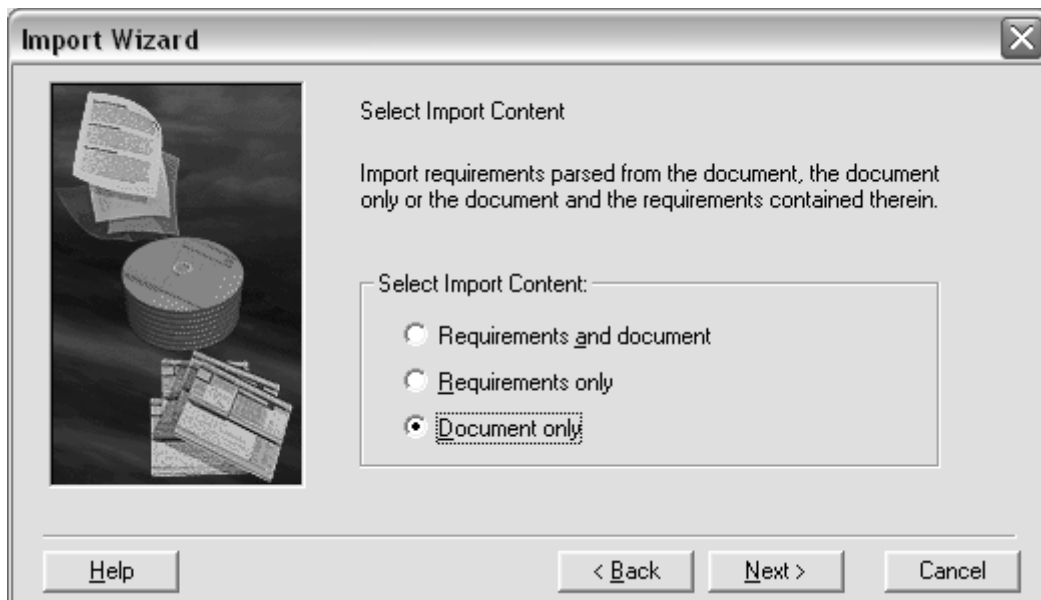 Import Wizard
Select Import Content
Import requirements parsed from the document, the document
only or the document and the requirements contained therein.
Select Import Content:
Requirements and document
Requirements only
Document only
Help
< Back
Next >
Cancel